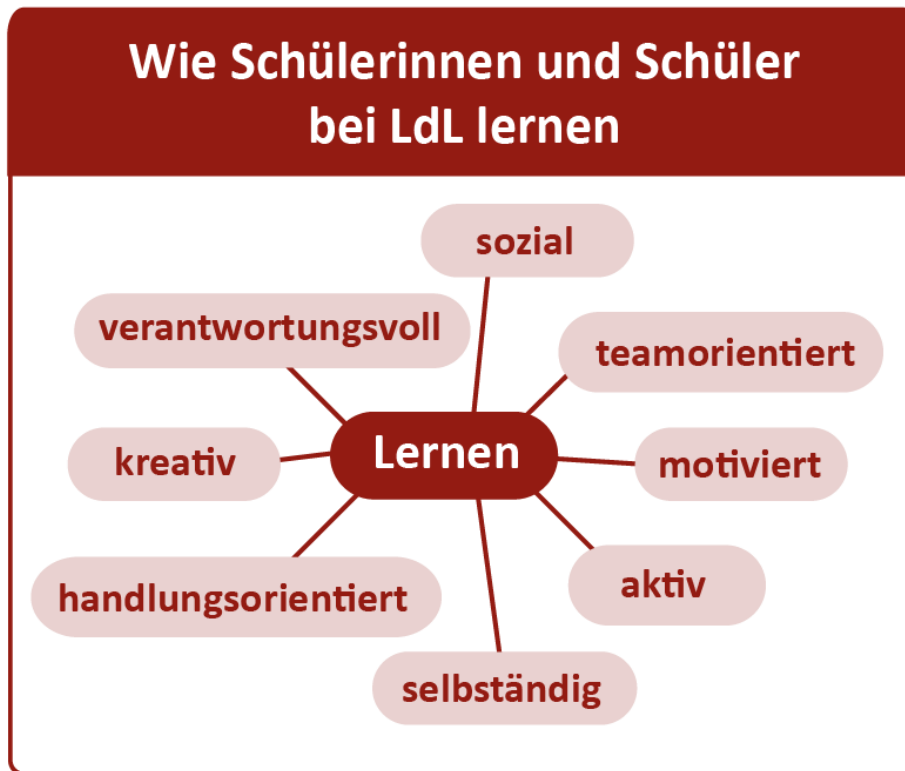 Wie Schülerinnen und Schüler
bei LdL lernen
sozial
verantwortungsvoll
teamorientiert
Lernen
kreativ
motiviert
handlungsorientiert
aktiv
selbständig